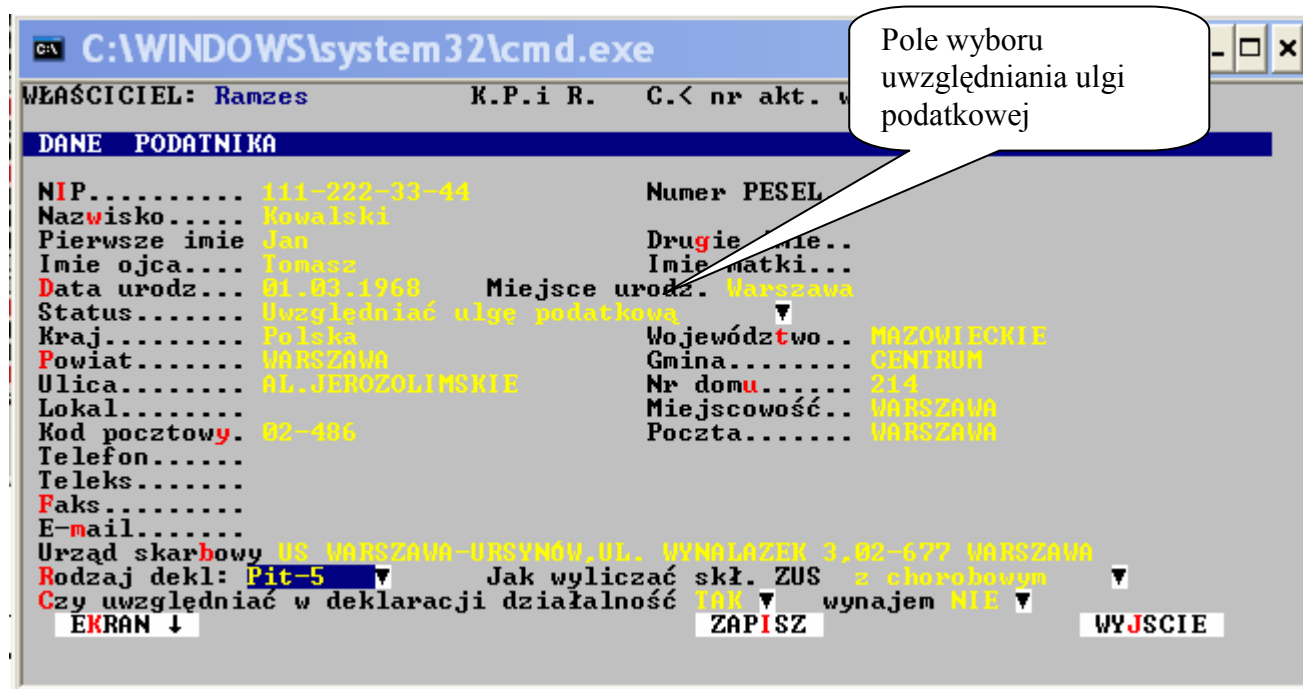 C:\WINDOWS\system32\cmd.exe
Pole wyboru
uwzględniania ulgi
podatkowej
WŁAŚCICIEL: Ramzes K.P.i R. C.< nr akt. w
DANE PODATNIKA
NIP.......... 111-222-33-44 Numer PESEL
Nazwisko..... Kowalski
Pierwsze imie Jan Drugie imie..
Imie ojca.... Tomasz Imie matki...
Data urodz... 01.03.1968 Miejsce urodz. Warszawa
Status....... Uwzględniać ulgę podatkową ▼
Kraj......... Polska Województwo.. MAZOWIECKIE
Powiat....... WARSZAWA Gmina........ CENTRUM
Ulica........ AL.JEROZOLIMSKIE Nr domu...... 214
Lokal........ Miejscowość.. WARSZAWA
Kod pocztowy. 02-486 Poczta....... WARSZAWA
Telefon......
Teleks.......
Faks.........
E-mail.......
Urząd skarbowy US WARSZAWA-URSYNÓW,UL. WYNALAZEK 3,02-677 WARSZAWA
Rodzaj dekl: Pit-5 ▼ Jak wyliczać skł. ZUS z chorobowym ▼
Czy uwzględniać w deklaracji działalność TAK ▼ wynajem NIE ▼
EKRAN ↓ ZAPISZ WYJSCIE